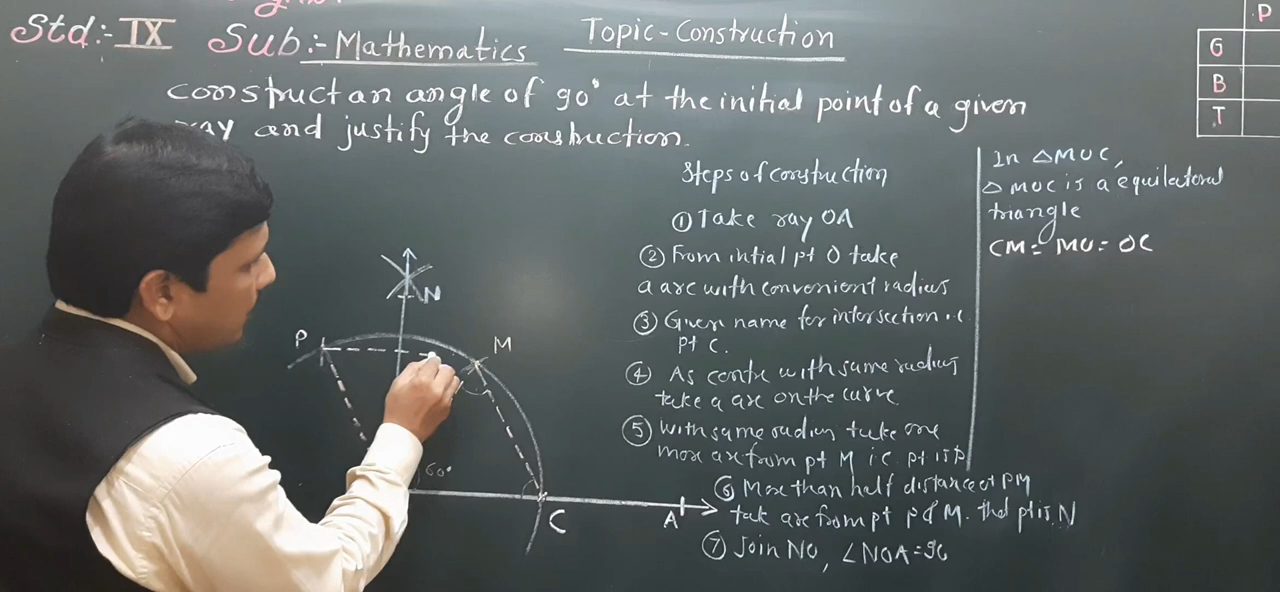 Std:- IX Sub:- Mathematics Topic-Construction
P
G
B
T
construct an angle of 90° at the initial point of a given
ray and justify the construction.
Steps of construction
① Take ray OA
② From intial pt O take
a arc with convenient radius
③ Given name for intersection i.e.
pt C.
④ As centre with same radius
take a arc on the curve
⑤ With same radius take one
more arc from pt M i.e. pt is P
⑥ More than half distance of PM
tak arc from pt P & M. that pt is N
⑦ Join NO, ∠NOA=90
In △MOC,
△MOC is a equilateral
triangle
CM = MO = OC
N
P
M
60°
C
A